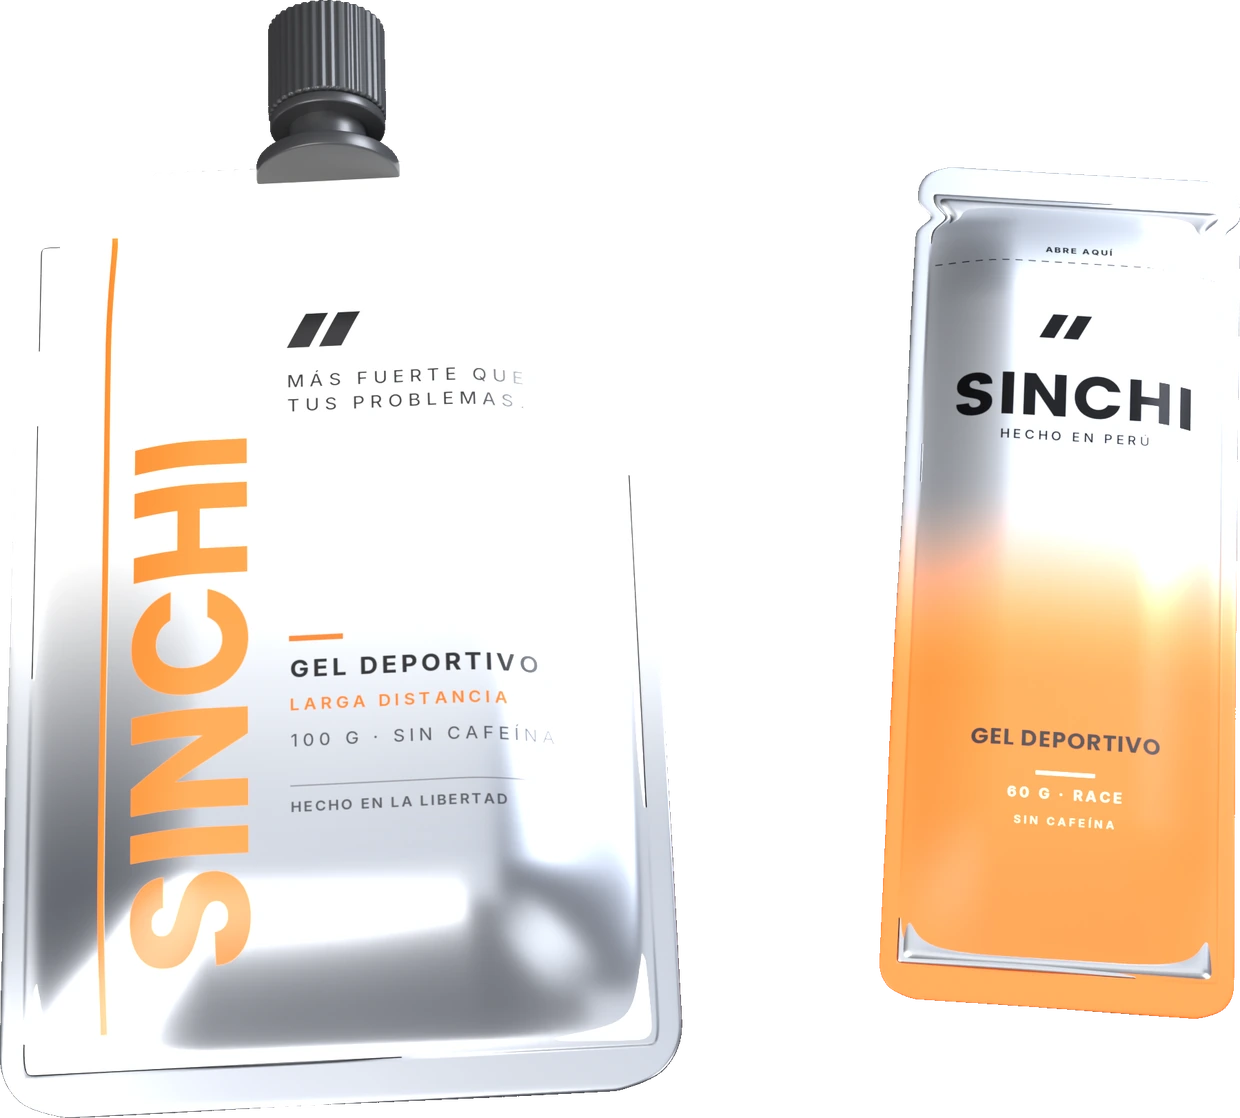 MÁS FUERTE QUE
TUS PROBLEMAS.
SINCHI
GEL DEPORTIVO
LARGA DISTANCIA
100 G · SIN CAFEÍNA
HECHO EN LA LIBERTAD
ABRE AQUÍ
SINCHI
HECHO EN PERÚ
GEL DEPORTIVO
60 G · RACE
SIN CAFEÍNA